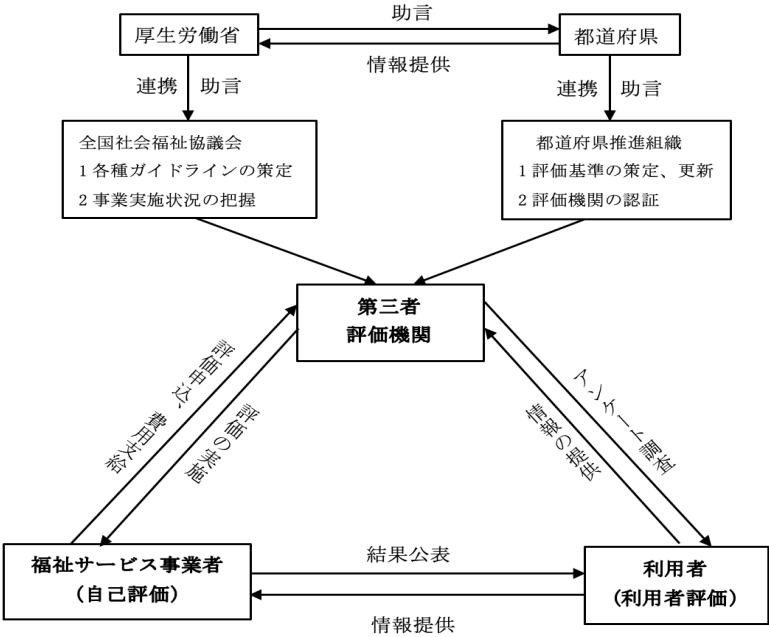 助言
厚生労働省
都道府県
情報提供
連携 助言
連携 助言
全国社会福祉協議会
1 各種ガイドラインの策定
2 事業実施状況の把握
都道府県推進組織
1 評価基準の策定、更新
2 評価機関の認証
第三者
評価機関
評価申込、費用支給
評価の実施
情報の提供
アンケート調査
福祉サービス事業者
（自己評価）
結果公表
情報提供
利用者
（利用者評価）